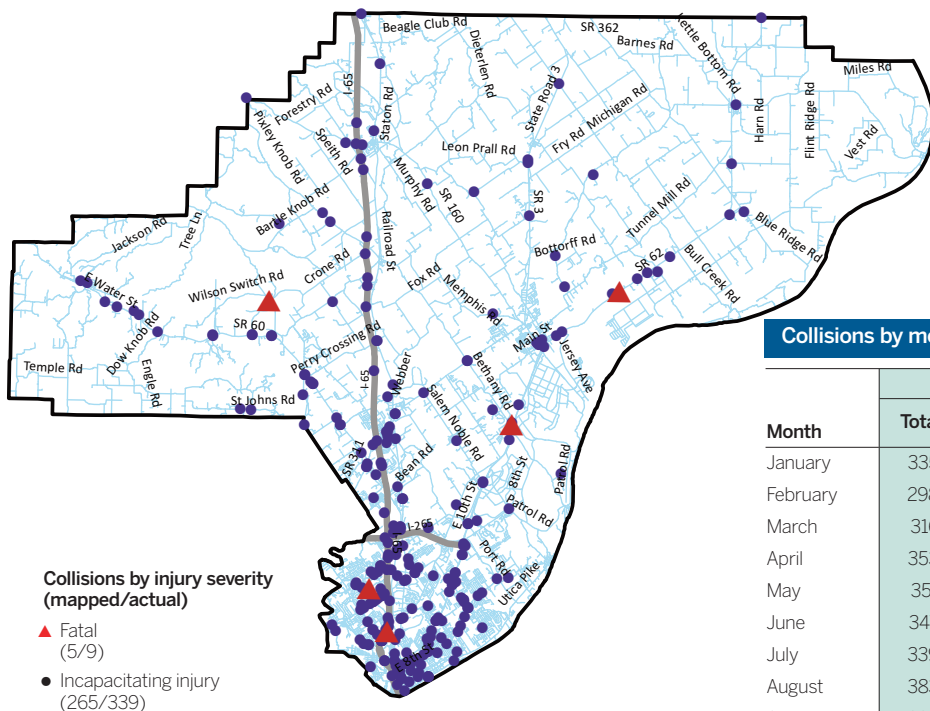 Beagle Club Rd
Dieterlen Rd
SR 362
Barnes Rd
Kettle Bottom Rd
Miles Rd
I-65
Forestry Rd
Staton Rd
State Road 3
Fry Rd
Michigan Rd
Harn Rd
Flint Ridge Rd
Vest Rd
Pixley Knob Rd
Speith Rd
Leon Prall Rd
Murphy Rd
SR 160
SR 3
Tunnel Mill Rd
Bartle Knob Rd
Railroad St
Jackson Rd
Tree Ln
Blue Ridge Rd
Bottorff Rd
SR 62
Bull Creek Rd
Crone Rd
Fox Rd
E Water St
Wilson Switch Rd
Memphis Rd
SR 60
Dow Knob Rd
Perry Crossing Rd
Main St
Jersey Ave
Temple Rd
Engle Rd
I-65
Webber
Bethany Rd
Salem Noble Rd
St Johns Rd
SR 311
Bean Rd
E 10th St
8th St
Patrol Rd
Patrol Rd
I-265
I-65
Port Rd
Utica Pike
E 8th St
Collisions by injury severity
(mapped/actual)
Fatal
(5/9)
Incapacitating injury
(265/339)
Collisions by mo
Month
Tota
January
February
March
April
May
June
July
August